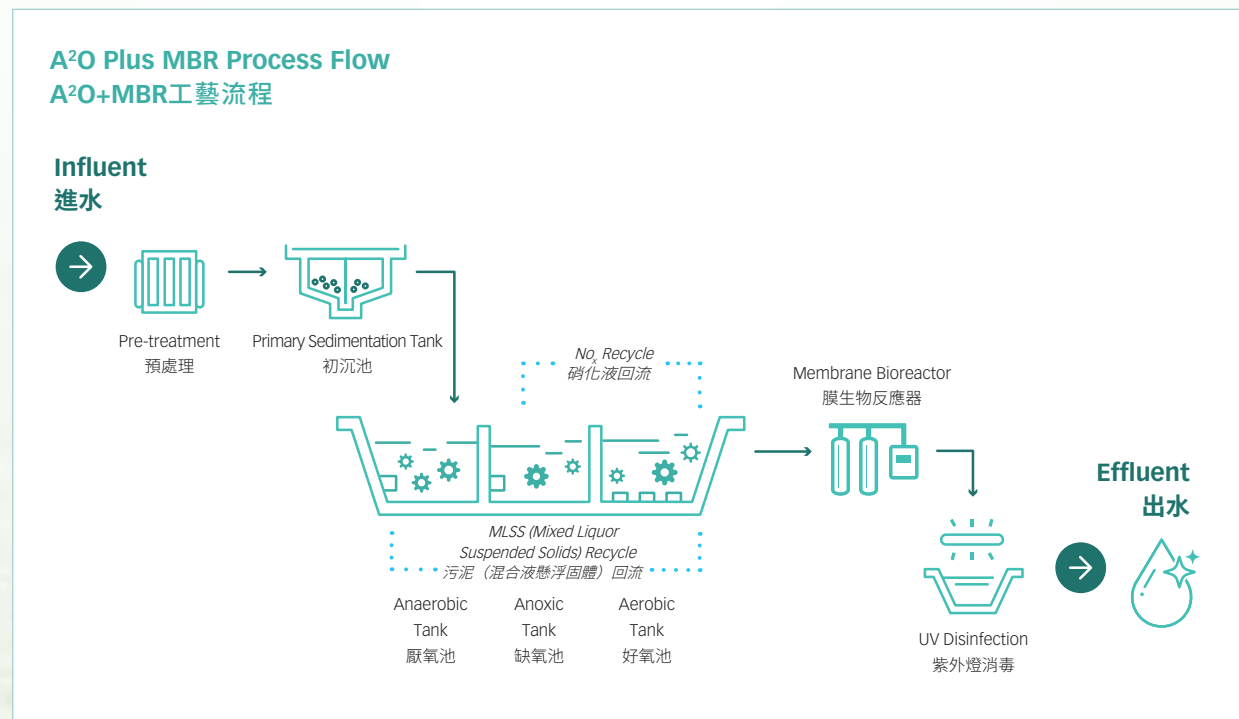 A²O Plus MBR Process Flow
A²O+MBR工藝流程
Influent
進水
Pre-treatment
預處理
Primary Sedimentation Tank
初沉池
Noₓ Recycle
硝化液回流
Membrane Bioreactor
膜生物反應器
MLSS (Mixed Liquor
Suspended Solids) Recycle
污泥（混合液懸浮固體）回流
Anaerobic
Tank
厭氧池
Anoxic
Tank
缺氧池
Aerobic
Tank
好氧池
UV Disinfection
紫外燈消毒
Effluent
出水